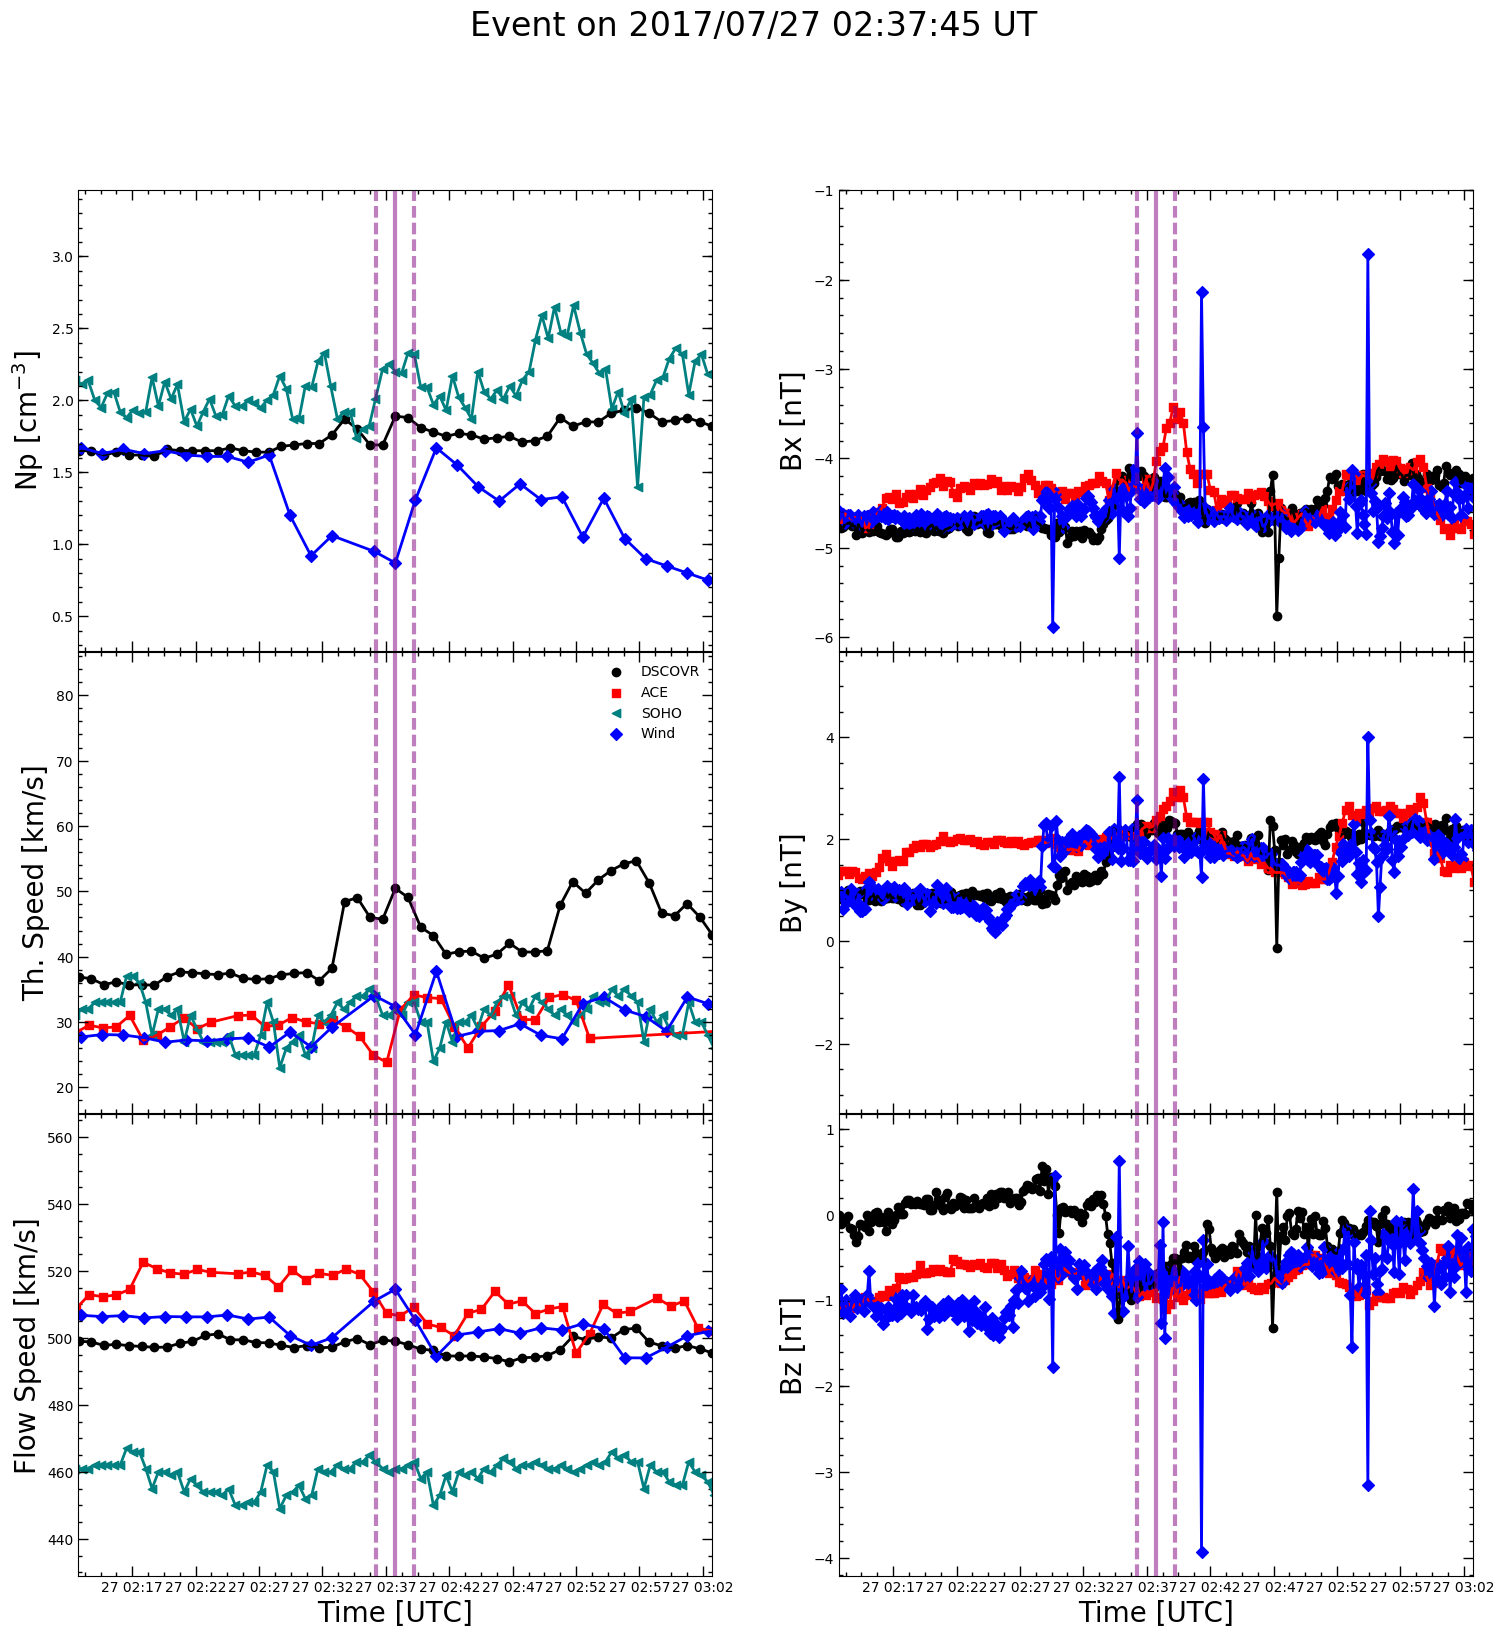 Event on 2017/07/27 02:37:45 UT
Np [cm⁻³]
3.0
2.5
2.0
1.5
1.0
0.5
Th. Speed [km/s]
80
70
60
50
40
30
20
DSCOVR
ACE
SOHO
Wind
Flow Speed [km/s]
560
540
520
500
480
460
440
27 02:17 27 02:22 27 02:27 27 02:32 27 02:37 27 02:42 27 02:47 27 02:52 27 02:57 27 03:02
Time [UTC]
Bx [nT]
−1
−2
−3
−4
−5
−6
By [nT]
4
2
0
−2
Bz [nT]
1
0
−1
−2
−3
−4
27 02:17 27 02:22 27 02:27 27 02:32 27 02:37 27 02:42 27 02:47 27 02:52 27 02:57 27 03:02
Time [UTC]